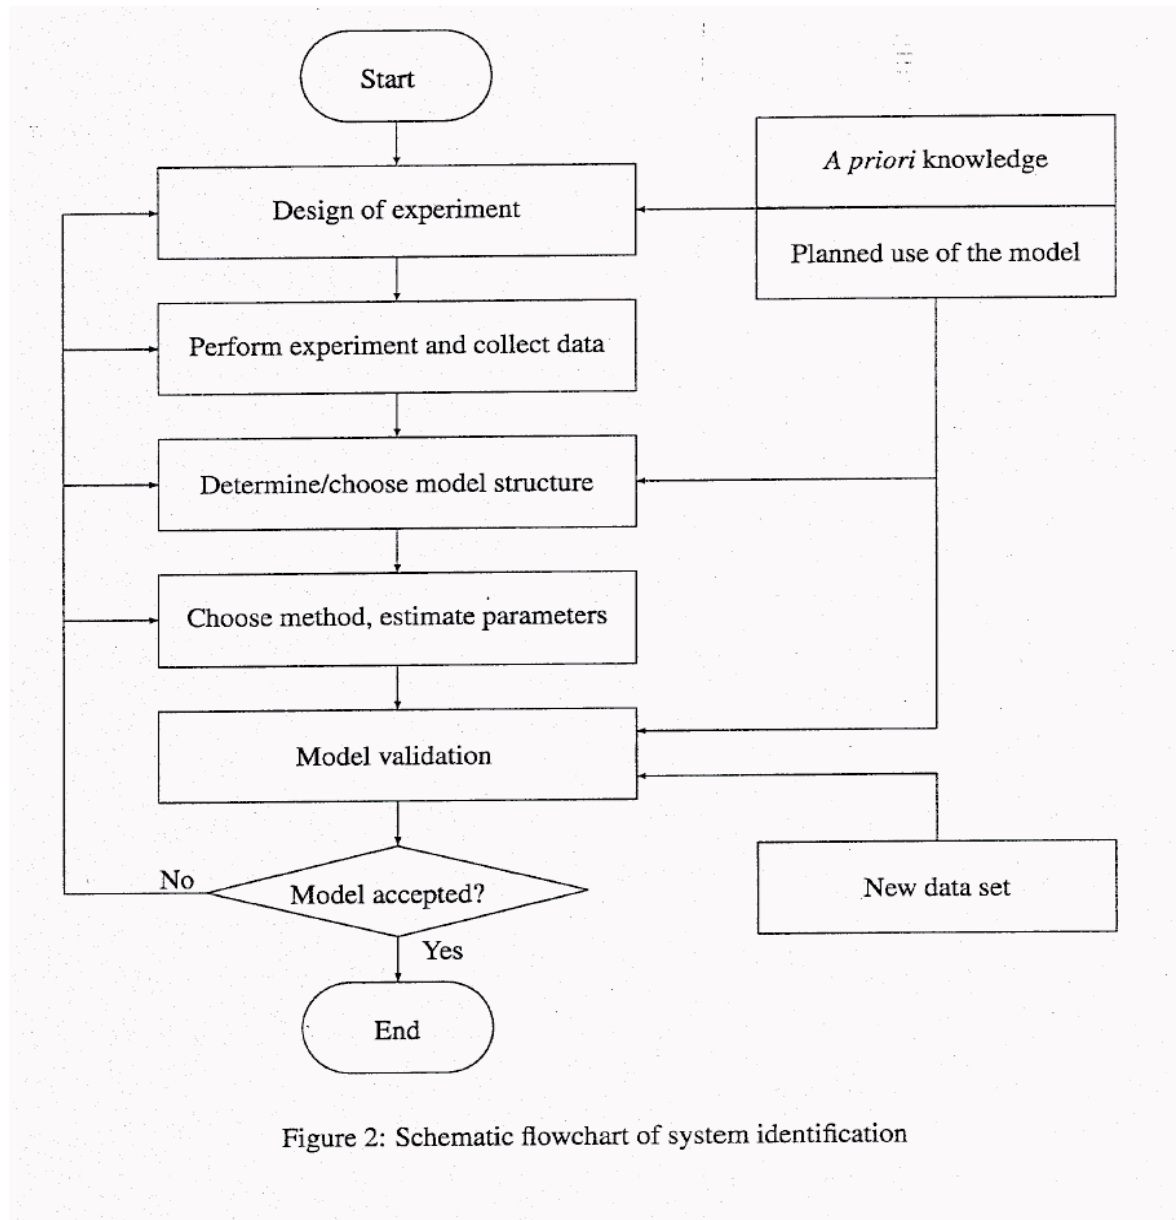 Start
A priori knowledge
Design of experiment
Planned use of the model
Perform experiment and collect data
Determine/choose model structure
Choose method, estimate parameters
Model validation
New data set
No
Model accepted?
Yes
End
Figure 2: Schematic flowchart of system identification